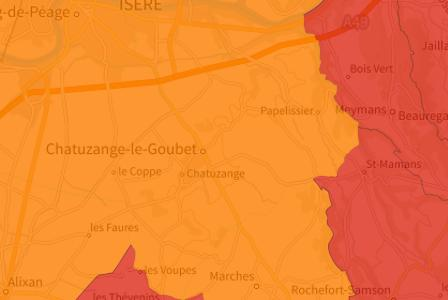 ISÈRE
g-de-Péage
A49
Jailla
Bois Vert
Papelissier
Meymans
Beaurega
Chatuzange-le-Goubet
St-Mamans
le Coppe
Chatuzange
les Faures
les Voupes
Marches
Alixan
Rochefort-Samson
les Thévenins